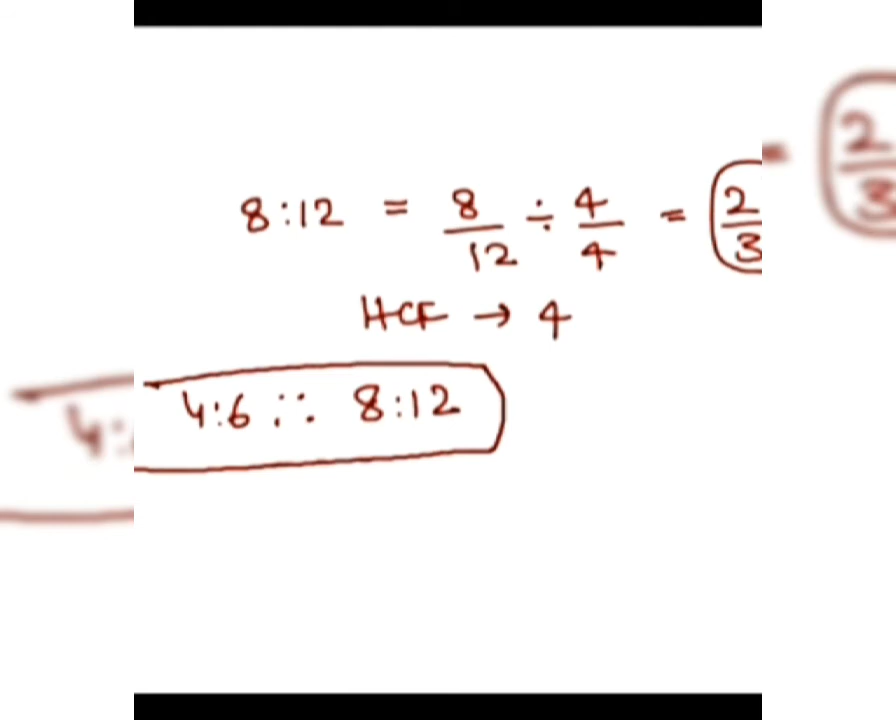 8:12 = 8/12 ÷ 4/4 = 2/3
HCF → 4
4:6 ∴· 8:12